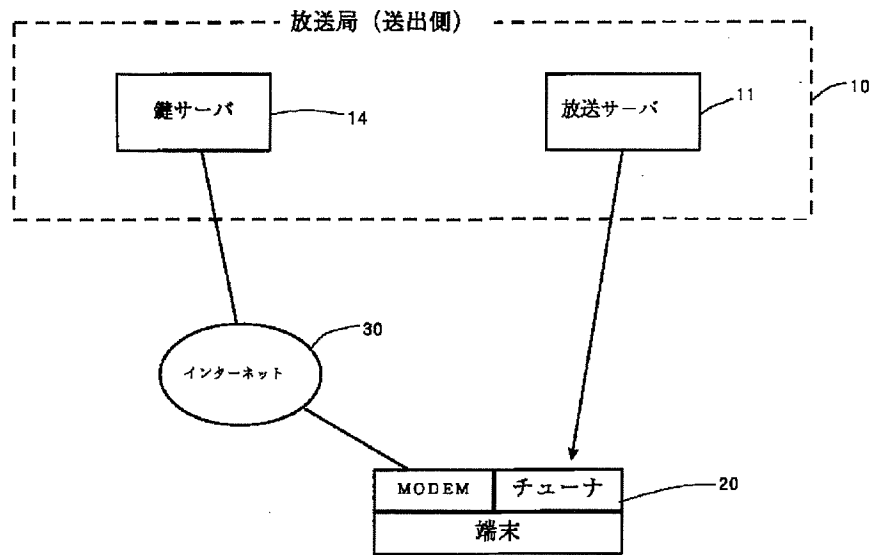 放送局（送出側）
鍵サーバ
14
放送サーバ
11
10
30
インターネット
MODEM
チューナ
20
端末